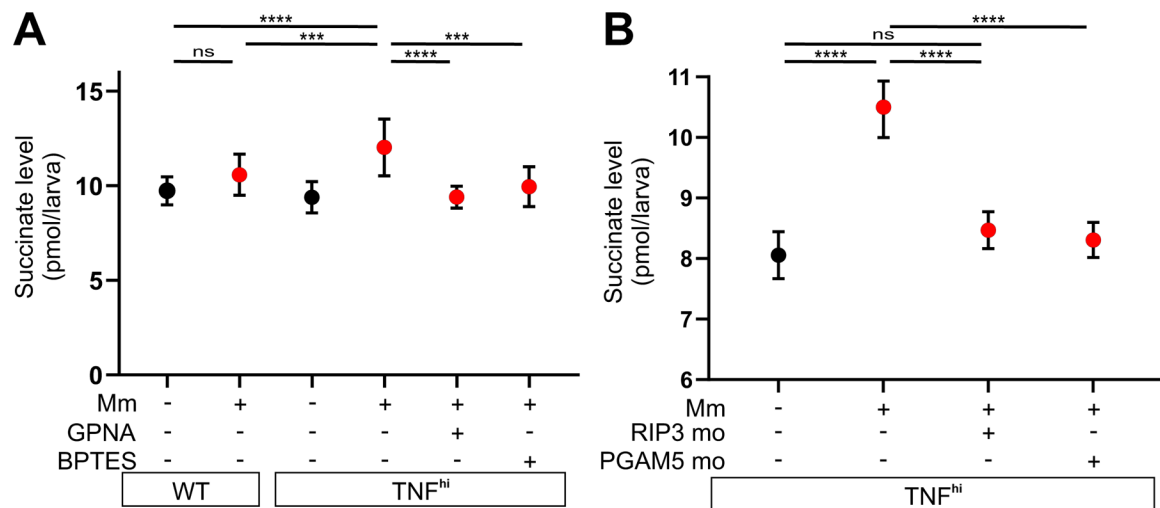 A
****
***
***
ns
****
Succinate level
(pmol/larva)
15
10
5
0
Mm - + - + + +
GPNA - - - - + -
BPTES - - - - - +
WT
TNFhi
B
****
ns
****
****
Succinate level
(pmol/larva)
11
10
9
8
7
6
Mm - + + +
RIP3 mo - - + -
PGAM5 mo - - - +
TNFhi